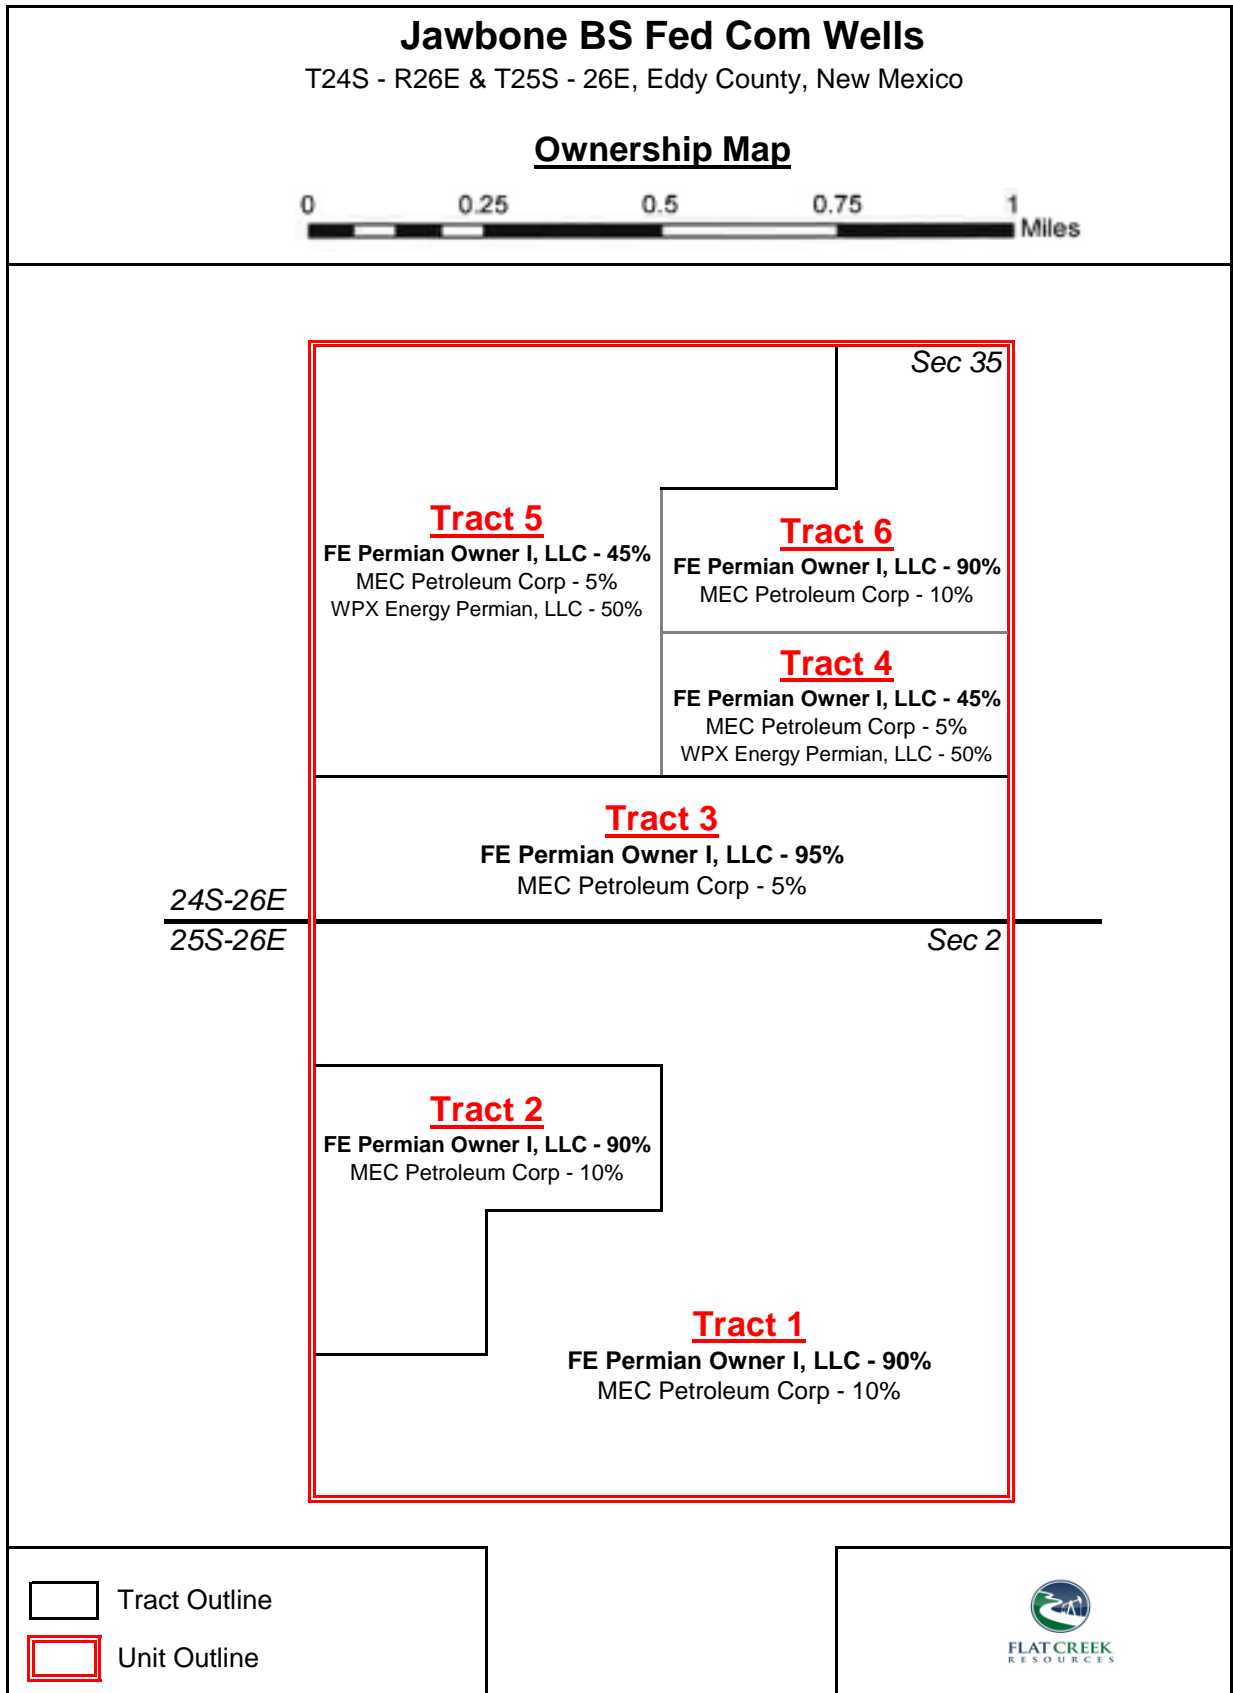 Jawbone BS Fed Com Wells
T24S - R26E & T25S - 26E, Eddy County, New Mexico
Ownership Map
0 0.25 0.5 0.75 1
Miles
Sec 35
Tract 5
FE Permian Owner I, LLC - 45%
MEC Petroleum Corp - 5%
WPX Energy Permian, LLC - 50%
Tract 6
FE Permian Owner I, LLC - 90%
MEC Petroleum Corp - 10%
Tract 4
FE Permian Owner I, LLC - 45%
MEC Petroleum Corp - 5%
WPX Energy Permian, LLC - 50%
Tract 3
FE Permian Owner I, LLC - 95%
MEC Petroleum Corp - 5%
24S-26E
25S-26E
Sec 2
Tract 2
FE Permian Owner I, LLC - 90%
MEC Petroleum Corp - 10%
Tract 1
FE Permian Owner I, LLC - 90%
MEC Petroleum Corp - 10%
Tract Outline
Unit Outline
FLAT CREEK
RESOURCES